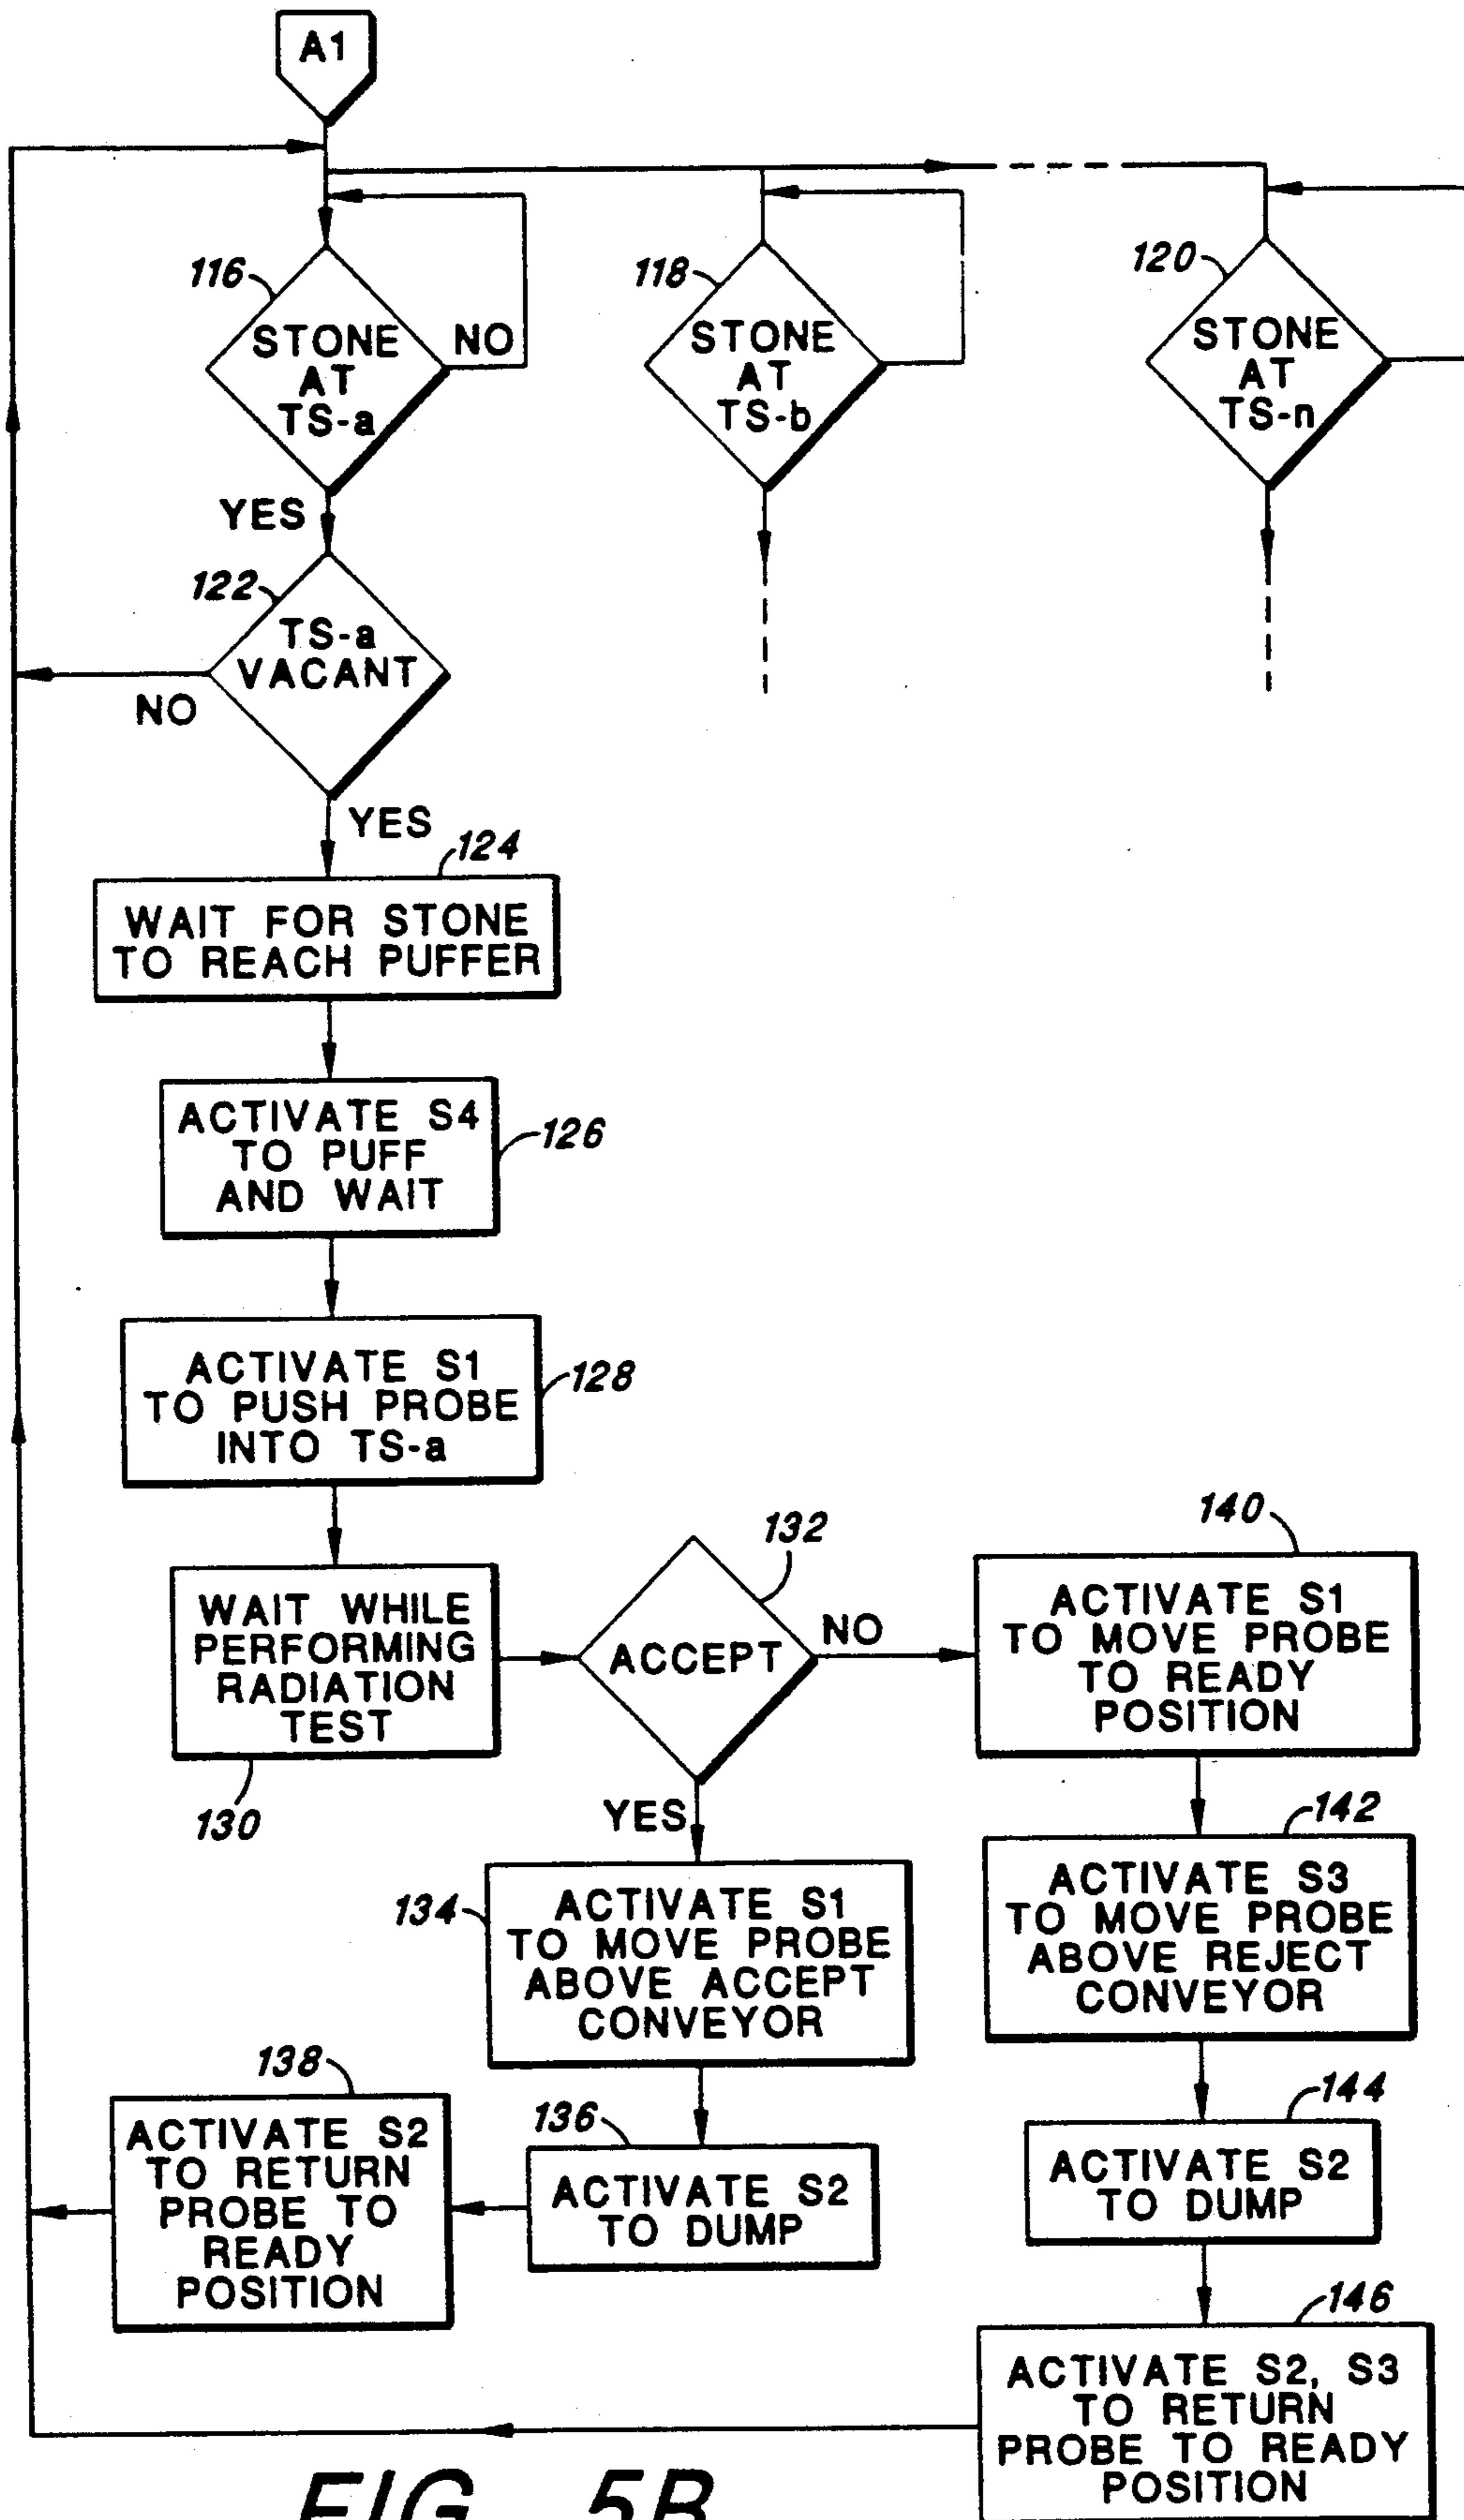 A1
116
STONE
AT
TS-a
NO
118
STONE
AT
TS-b
120
STONE
AT
TS-n
YES
122
TS-a
VACANT
NO
YES
124
WAIT FOR STONE
TO REACH PUFFER
ACTIVATE S4
TO PUFF
AND WAIT
126
ACTIVATE S1
TO PUSH PROBE
INTO TS-a
128
WAIT WHILE
PERFORMING
RADIATION
TEST
130
132
ACCEPT
NO
YES
140
ACTIVATE S1
TO MOVE PROBE
TO READY
POSITION
142
ACTIVATE S3
TO MOVE PROBE
ABOVE REJECT
CONVEYOR
134
ACTIVATE S1
TO MOVE PROBE
ABOVE ACCEPT
CONVEYOR
138
ACTIVATE S2
TO RETURN
PROBE TO
READY
POSITION
136
ACTIVATE S2
TO DUMP
144
ACTIVATE S2
TO DUMP
146
ACTIVATE S2, S3
TO RETURN
PROBE TO READY
POSITION
FIG. 5B